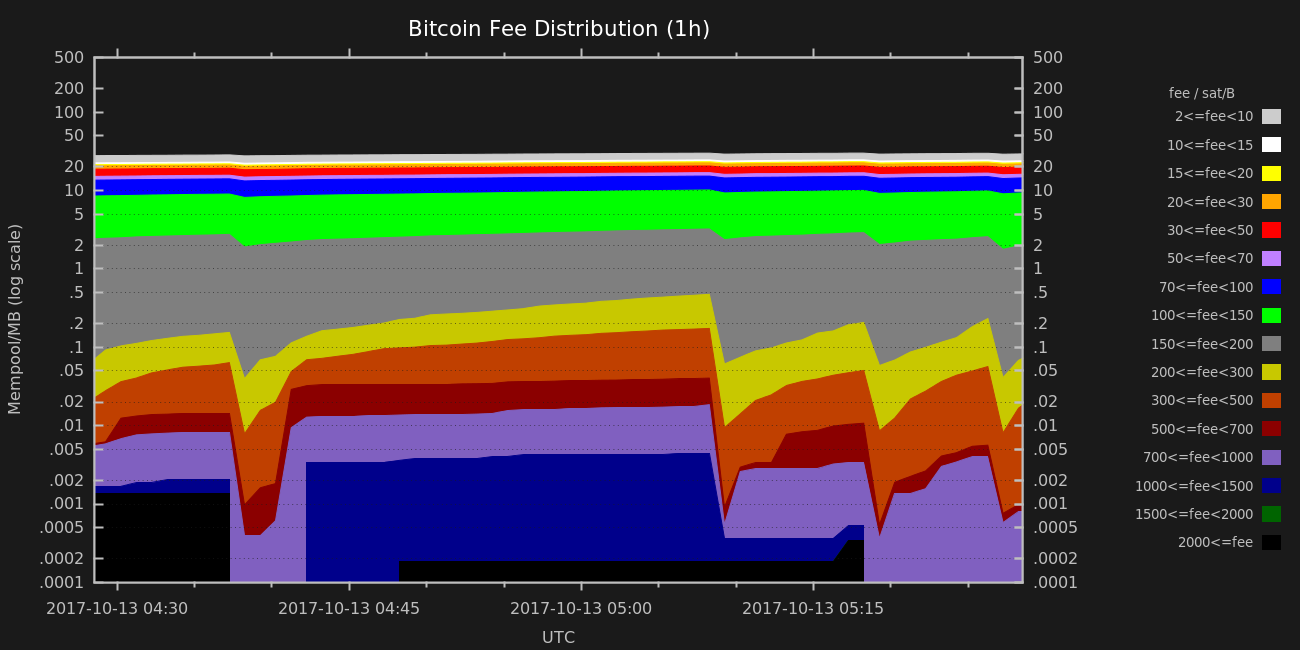 Bitcoin Fee Distribution (1h)
500
200
100
50
20
10
5
2
1
.5
.2
.1
.05
.02
.01
.005
.002
.001
.0005
.0002
.0001
Mempool/MB (log scale)
500
200
100
50
20
10
5
2
1
.5
.2
.1
.05
.02
.01
.005
.002
.001
.0005
.0002
.0001
2017-10-13 04:30 2017-10-13 04:45 2017-10-13 05:00 2017-10-13 05:15
UTC
fee / sat/B
2<=fee<10
10<=fee<15
15<=fee<20
20<=fee<30
30<=fee<50
50<=fee<70
70<=fee<100
100<=fee<150
150<=fee<200
200<=fee<300
300<=fee<500
500<=fee<700
700<=fee<1000
1000<=fee<1500
1500<=fee<2000
2000<=fee